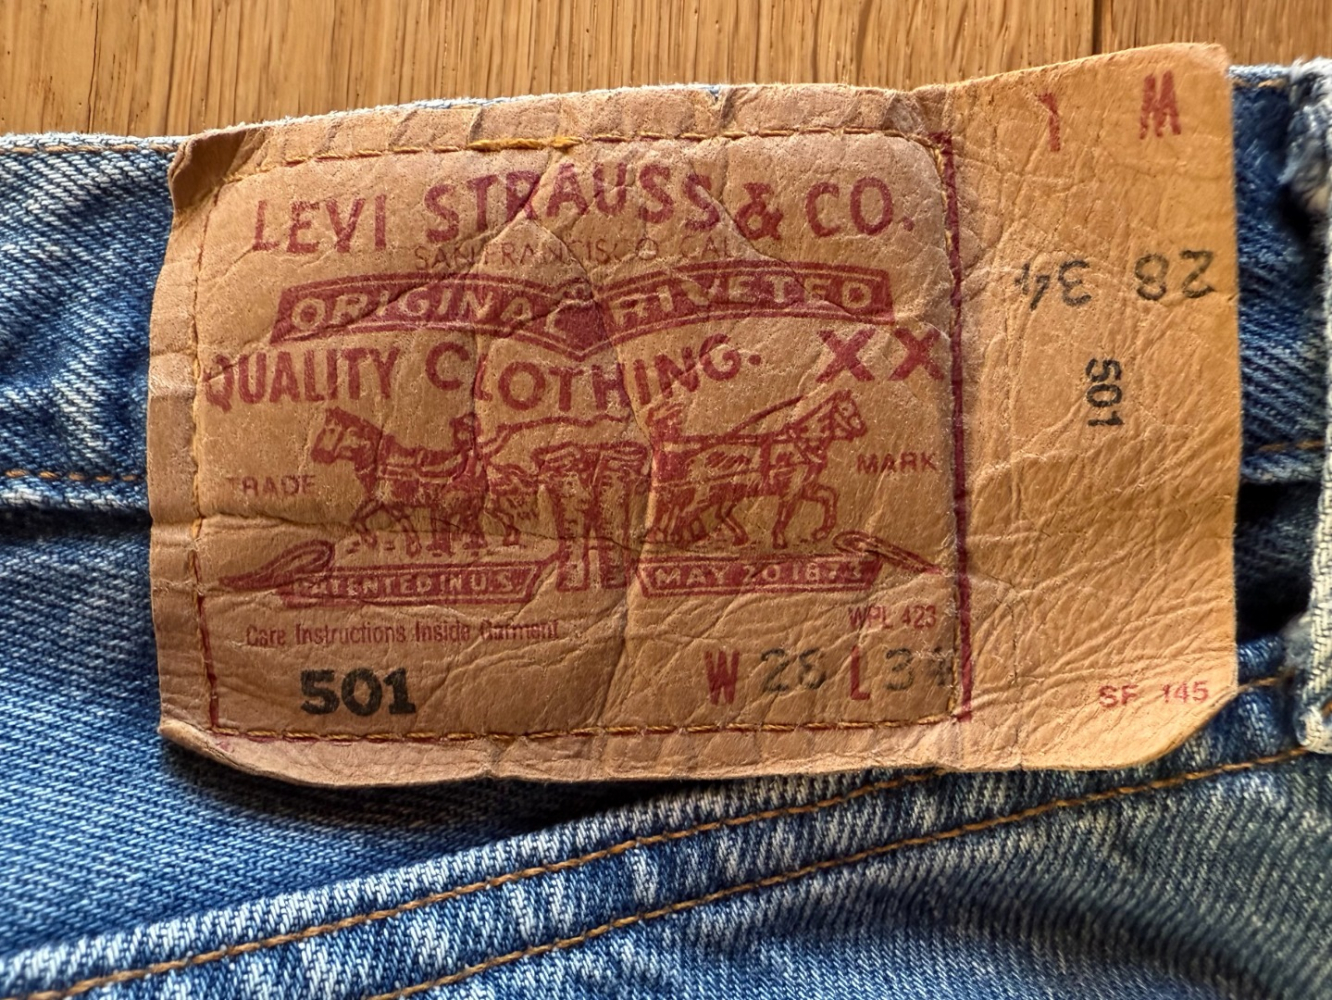 LEVI STRAUSS & CO.
SAN FRANCISCO CAL
ORIGINAL RIVETED
QUALITY CLOTHING. XX
TRADE MARK
PATENTED IN U.S. MAY 20 1873
Care Instructions Inside Garment WPL 423
501 W 28 L 34
L W
34 28
501
SF 145